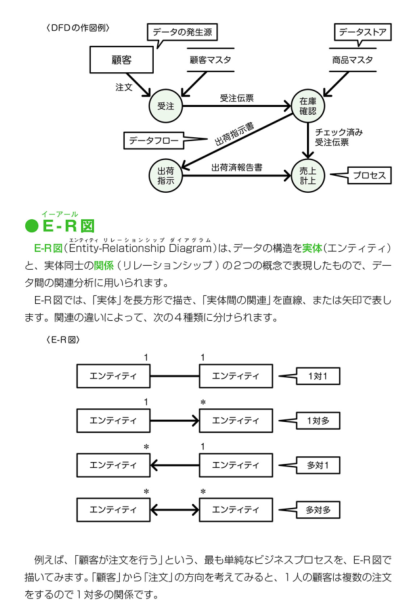 〈DFDの作図例〉
データの発生源
データストア
顧客
顧客マスタ
商品マスタ
注文
受注
受注伝票
在庫
確認
データフロー
出荷指示書
チェック済み
受注伝票
出荷
指示
出荷済報告書
売上
計上
プロセス
イーアール
●E-R図
エンティティ リレーションシップ ダイアグラム
E-R図(Entity-Relationship Diagram)は、データの構造を実体(エンティティ)
と、実体同士の関係(リレーションシップ)の2つの概念で表現したもので、デー
タ間の関連分析に用いられます。
E-R図では、「実体」を長方形で描き、「実体間の関連」を直線、または矢印で表し
ます。関連の違いによって、次の4種類に分けられます。
〈E-R図〉
1 1
エンティティ エンティティ 1対1
1 *
エンティティ エンティティ 1対多
* 1
エンティティ エンティティ 多対1
* *
エンティティ エンティティ 多対多
例えば、「顧客が注文を行う」という、最も単純なビジネスプロセスを、E-R図で
描いてみます。「顧客」から「注文」の方向を考えてみると、1人の顧客は複数の注文
をするので1対多の関係です。